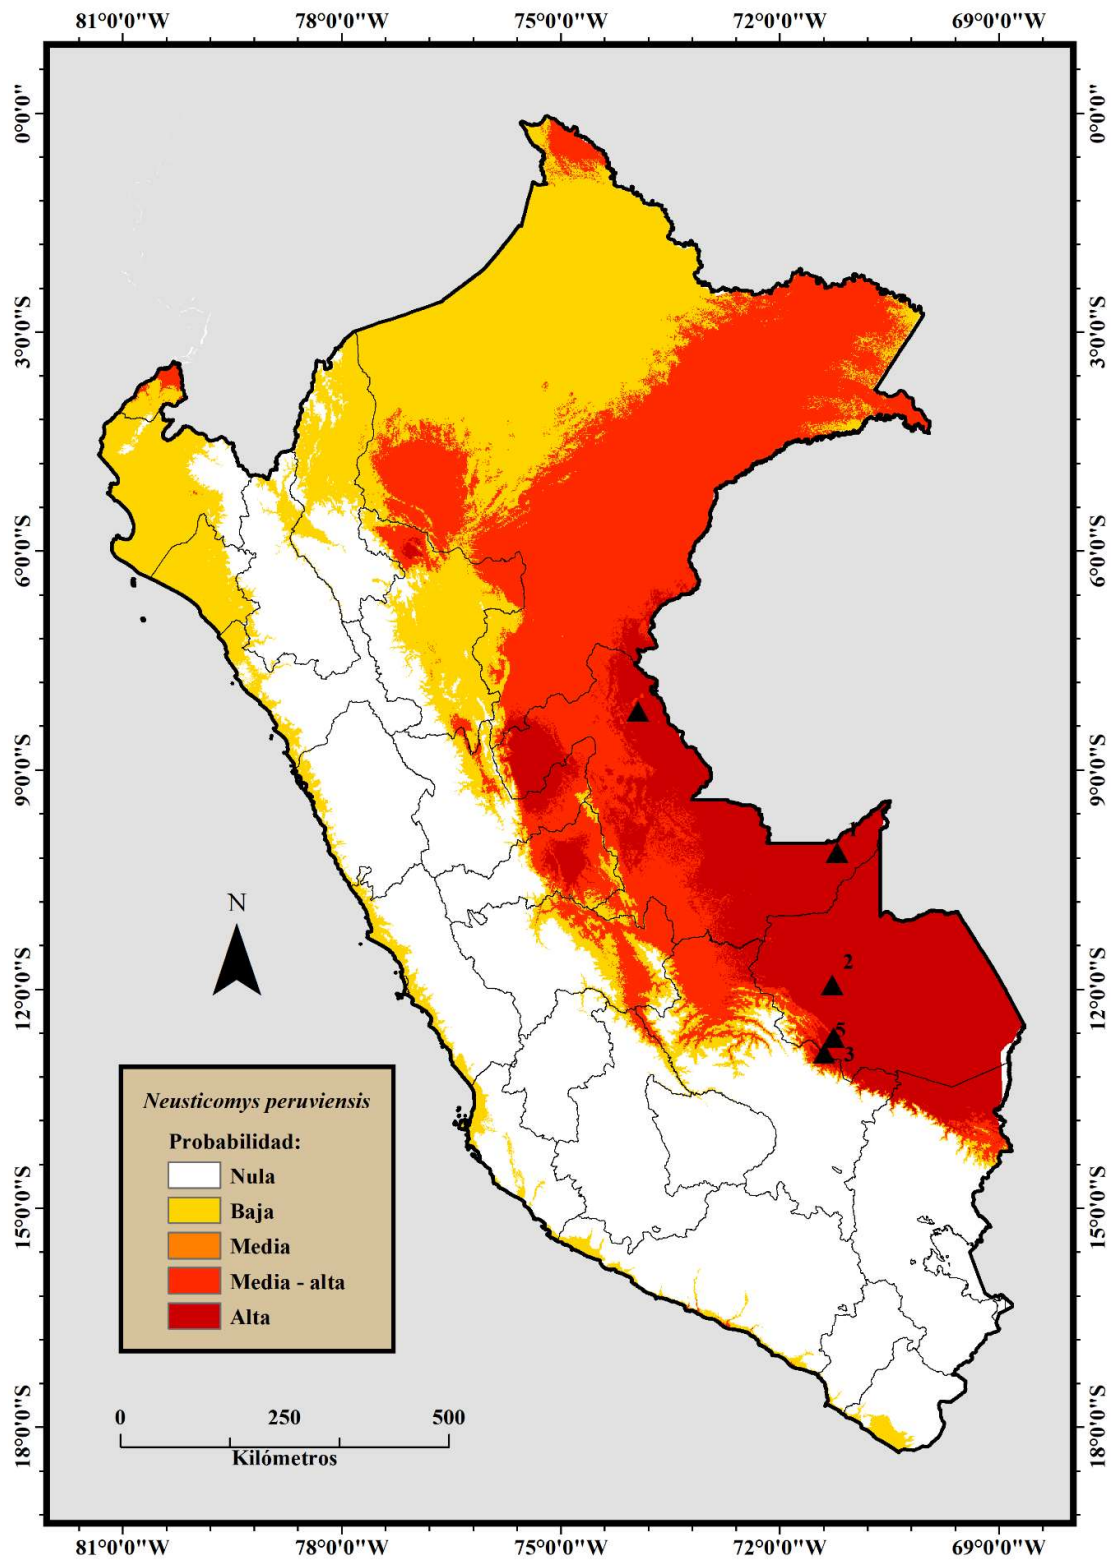 81°0'0"W 78°0'0"W 75°0'0"W 72°0'0"W 69°0'0"W
0°0'0" 0°0'0"
3°0'0"S 3°0'0"S
6°0'0"S 6°0'0"S
9°0'0"S 9°0'0"S
N
2
12°0'0"S 12°0'0"S
5
3
Neusticomys peruviensis
Probabilidad:
Nula
Baja
Media
Media - alta
Alta
15°0'0"S 15°0'0"S
0 250 500
Kilómetros
18°0'0"S 18°0'0"S
81°0'0"W 78°0'0"W 75°0'0"W 72°0'0"W 69°0'0"W